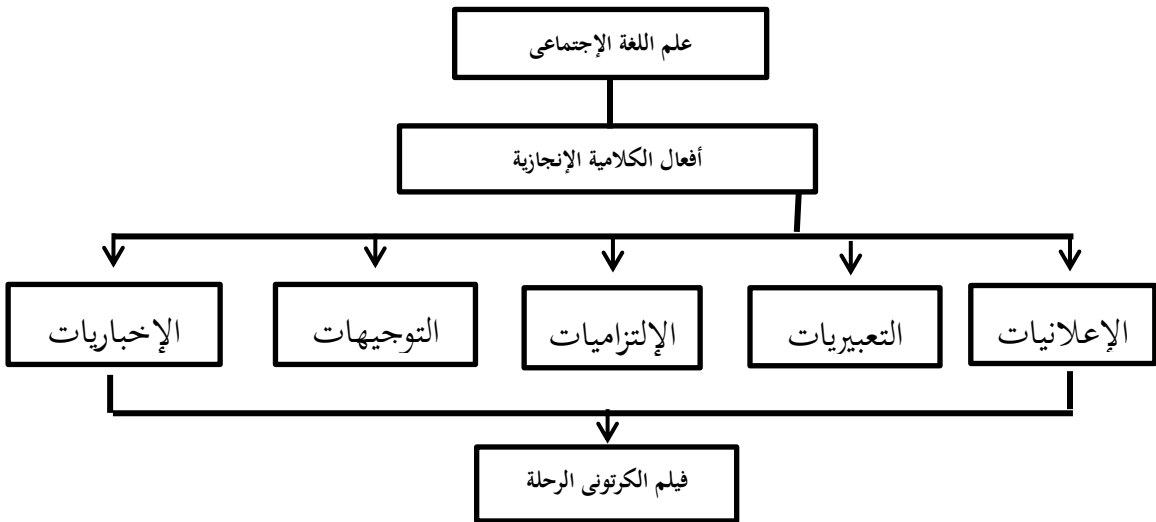 علم اللغة الإجتماعى
أفعال الكلامية الإنجازية
الإعلانيات
التعبيريات
الإلتزاميات
التوجيهات
الإخباريات
فيلم الكرتونى الرحلة